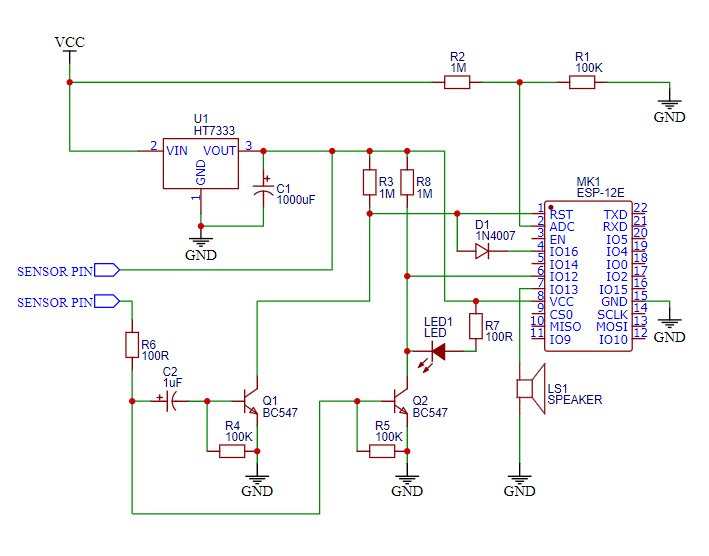 VCC
R2
1M
R1
100K
GND
U1
HT7333
2
VIN
VOUT
3
GND
1
C1
1000uF
GND
R3
1M
R8
1M
MK1
ESP-12E
1
RST
TXD
22
2
ADC
RXD
21
3
EN
IO5
20
4
IO16
IO4
19
5
IO14
IO0
18
6
IO12
IO2
17
7
IO13
IO15
16
8
VCC
GND
15
9
CS0
SCLK
14
10
MISO
MOSI
13
11
IO9
IO10
12
D1
1N4007
GND
SENSOR PIN
SENSOR PIN
R6
100R
C2
1uF
LED1
LED
R7
100R
Q1
BC547
R4
100K
GND
Q2
BC547
R5
100K
GND
LS1
SPEAKER
GND